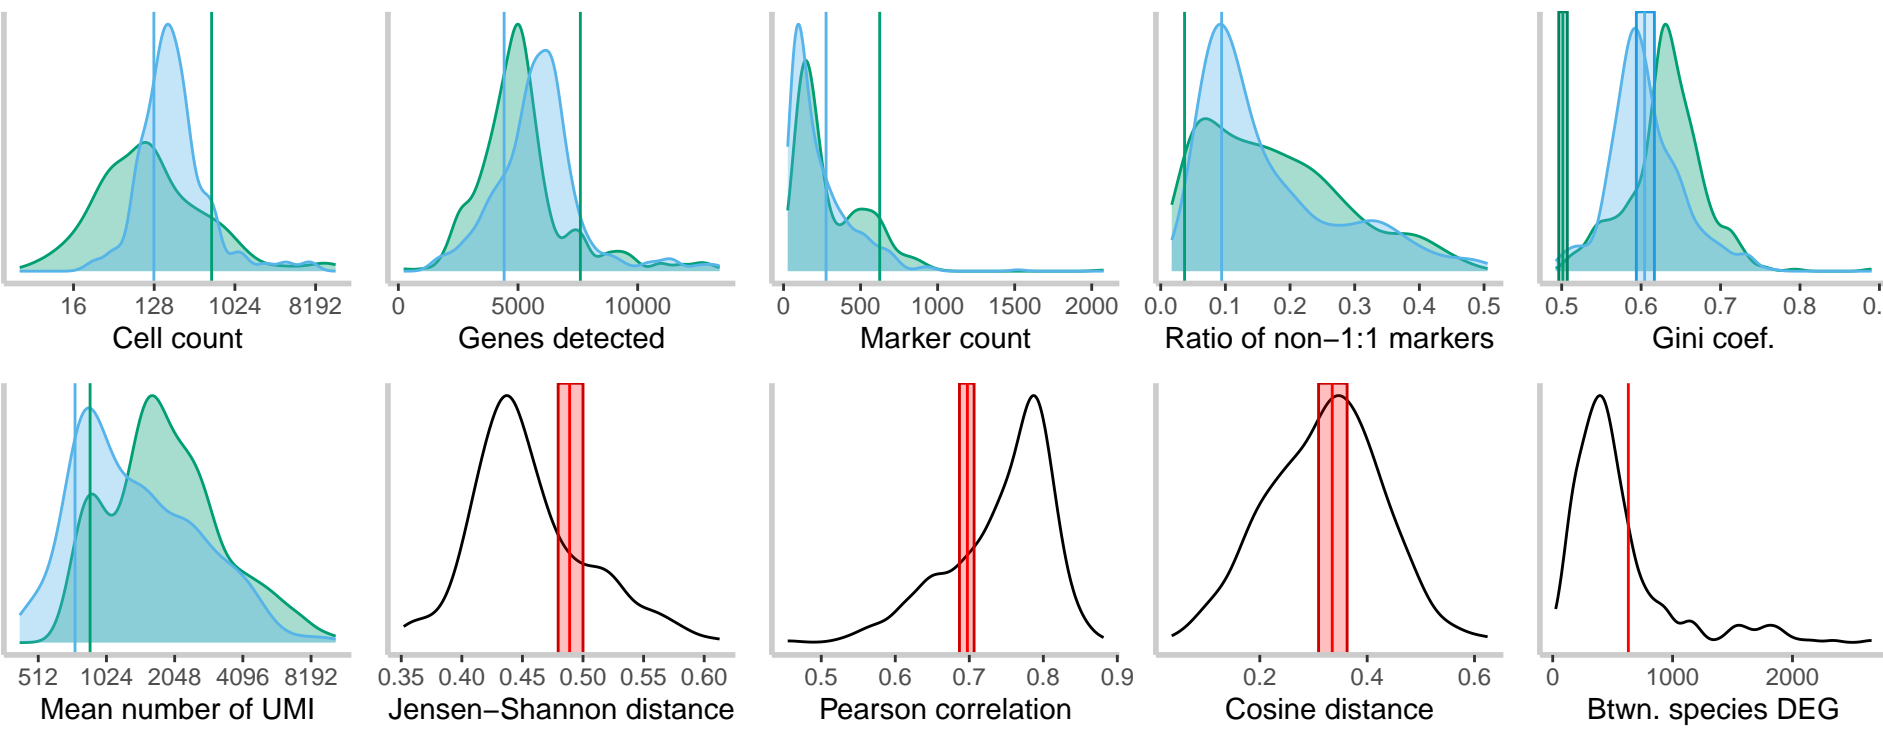 16 128 1024 8192
Cell count
0 5000 10000
Genes detected
0 500 1000 1500 2000
Marker count
0.0 0.1 0.2 0.3 0.4 0.5
Ratio of non−1:1 markers
0.5 0.6 0.7 0.8 0.
Gini coef.
512 1024 2048 4096 8192
Mean number of UMI
0.35 0.40 0.45 0.50 0.55 0.60
Jensen−Shannon distance
0.5 0.6 0.7 0.8 0.9
Pearson correlation
0.2 0.4 0.6
Cosine distance
0 1000 2000
Btwn. species DEG